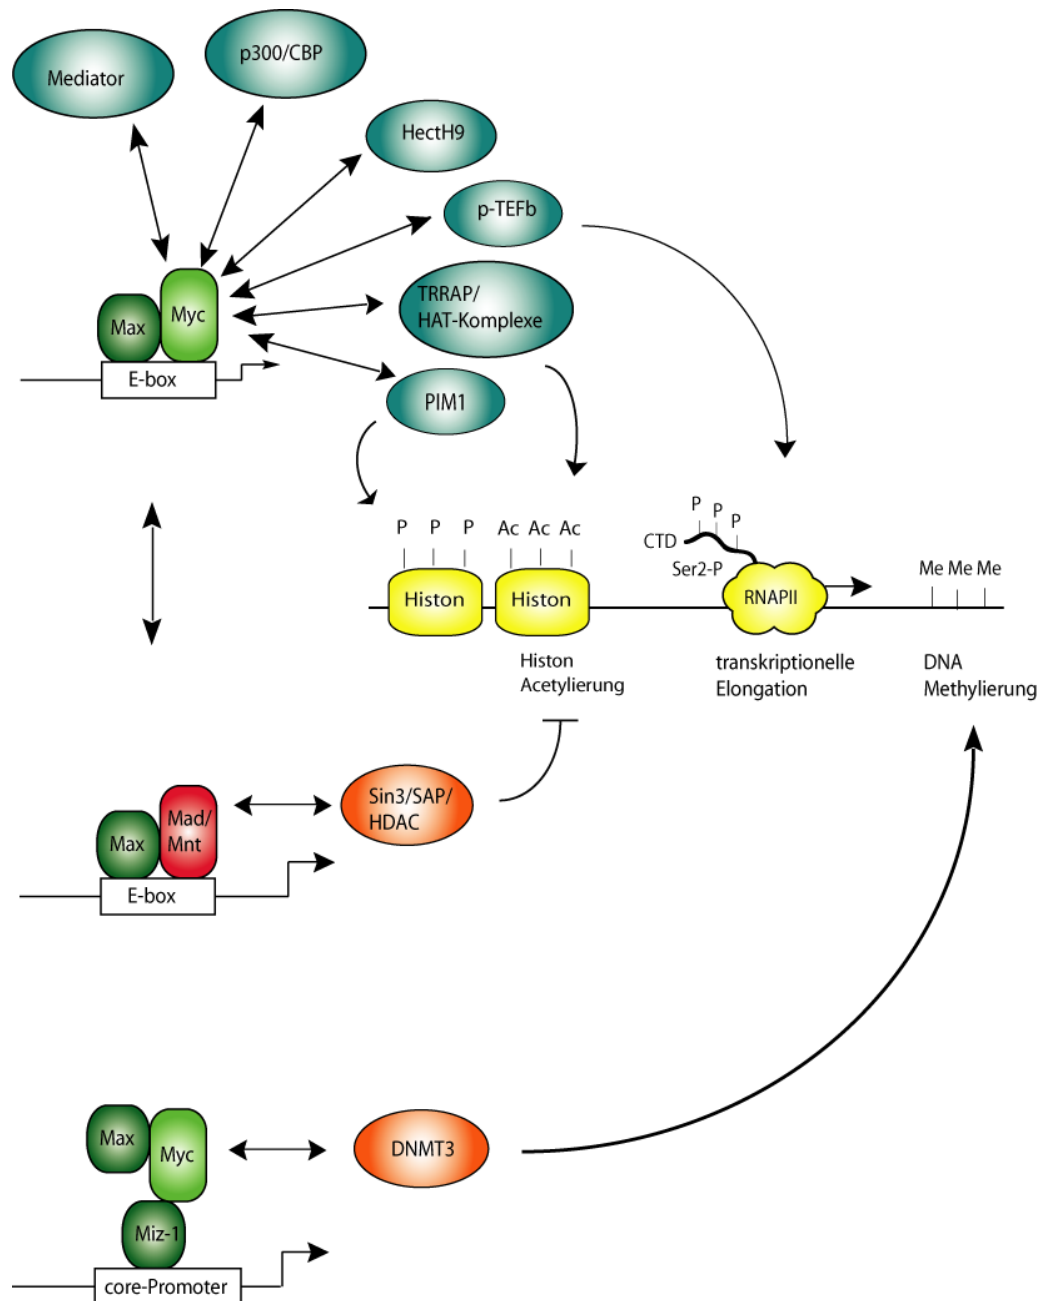 Mediator
p300/CBP
HectH9
p-TEFb
TRRAP/
HAT-Komplexe
PIM1
Max
Myc
E-box
P P P
Ac Ac Ac
P P P
CTD
Ser2-P
Histon
Histon
RNAPII
Me Me Me
Histon
Acetylierung
transkriptionelle
Elongation
DNA
Methylierung
Max
Mad/
Mnt
E-box
Sin3/SAP/
HDAC
Max
Myc
Miz-1
core-Promoter
DNMT3